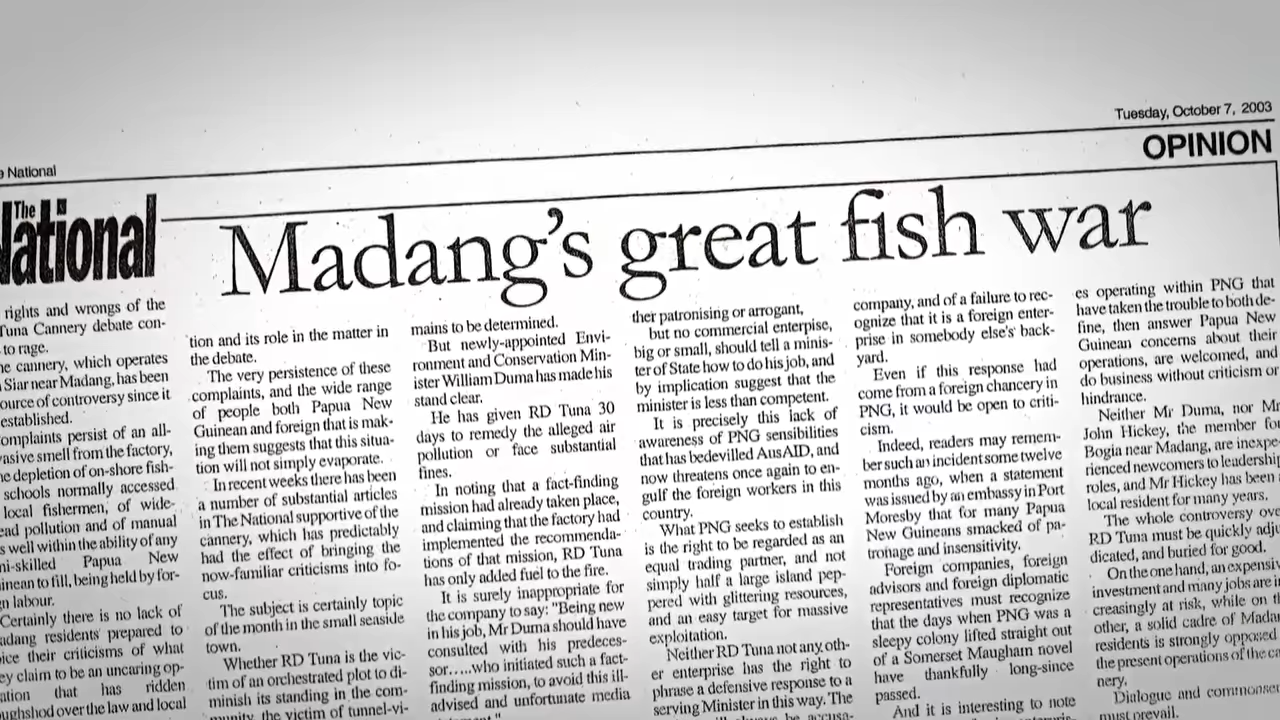 Tuesday, October 7, 2003
National
OPINION
The
National
Madang's great fish war
rights and wrongs of the
Tuna Cannery debate con-
to rage.
cannery, which operates
Siar near Madang, has been
source of controversy since it
established.
complaints persist of an all-
smell from the factory,
depletion of on-shore fish-
schools normally accessed
local fishermen, of wide-
pollution and of manual
well within the ability of any
Papua New
to fill, being held by for-
labour.
Certainly there is no lack of
Madang residents prepared to
their criticisms of what
claim to be an uncaring op-
that has ridden
over the law and local
tion and its role in the matter in
the debate.
The very persistence of these
complaints, and the wide range
of people both Papua New
Guinean and foreign that is mak-
ing them suggests that this situa-
tion will not simply evaporate.
In recent weeks there has been
a number of substantial articles
in The National supportive of the
cannery, which has predictably
had the effect of bringing the
now-familiar criticisms into fo-
cus.
The subject is certainly topic
of the month in the small seaside
town.
Whether RD Tuna is the vic-
tim of an orchestrated plot to di-
minish its standing in the com-
munity, the victim of tunnel-vi-
mains to be determined.
But newly-appointed Envi-
ronment and Conservation Min-
ister William Duma has made his
stand clear.
He has given RD Tuna 30
days to remedy the alleged air
pollution or face substantial
fines.
In noting that a fact-finding
mission had already taken place,
and claiming that the factory had
implemented the recommenda-
tions of that mission, RD Tuna
has only added fuel to the fire.
It is surely inappropriate for
the company to say: "Being new
in his job, Mr Duma should have
consulted with his predeces-
sor.....who initiated such a fact-
finding mission, to avoid this ill-
advised and unfortunate media
ther patronising or arrogant,
but no commercial enterpise,
big or small, should tell a minis-
ter of State how to do his job, and
by implication suggest that the
minister is less than competent.
It is precisely this lack of
awareness of PNG sensibilities
that has bedevilled AusAID, and
now threatens once again to en-
gulf the foreign workers in this
country.
What PNG seeks to establish
is the right to be regarded as an
equal trading partner, and not
simply half a large island pep-
pered with glittering resources,
and an easy target for massive
exploitation.
Neither RD Tuna not any oth-
er enterprise has the right to
phrase a defensive response to a
serving Minister in this way. The
be accusa-
company, and of a failure to rec-
ognize that it is a foreign enter-
prise in somebody else's back-
yard.
Even if this response had
come from a foreign chancery in
PNG, it would be open to criti-
cism.
Indeed, readers may remem-
ber such an incident some twelve
months ago, when a statement
was issued by an embassy in Port
Moresby that for many Papua
New Guineans smacked of pa-
tronage and insensitivity.
Foreign companies, foreign
advisors and foreign diplomatic
representatives must recognize
that the days when PNG was a
sleepy colony lifted straight out
of a Somerset Maugham novel
have thankfully long-since
passed.
And it is interesting to note
es operating within PNG that
have taken the trouble to both de-
fine, then answer Papua New
Guinean concerns about their
operations, are welcomed, and
do business without criticism or
hindrance.
Neither Mr Duma, nor Mr
John Hickey, the member for
Bogia near Madang, are inexpe-
rienced newcomers to leadership
roles, and Mr Hickey has been
local resident for many years.
The whole controversy over
RD Tuna must be quickly adju-
dicated, and buried for good.
On the one hand, an expensive
investment and many jobs are in-
creasingly at risk, while on the
other, a solid cadre of Madang
residents is strongly opposed
the present operations of the can-
nery.
Dialogue and commonsense
must prevail.